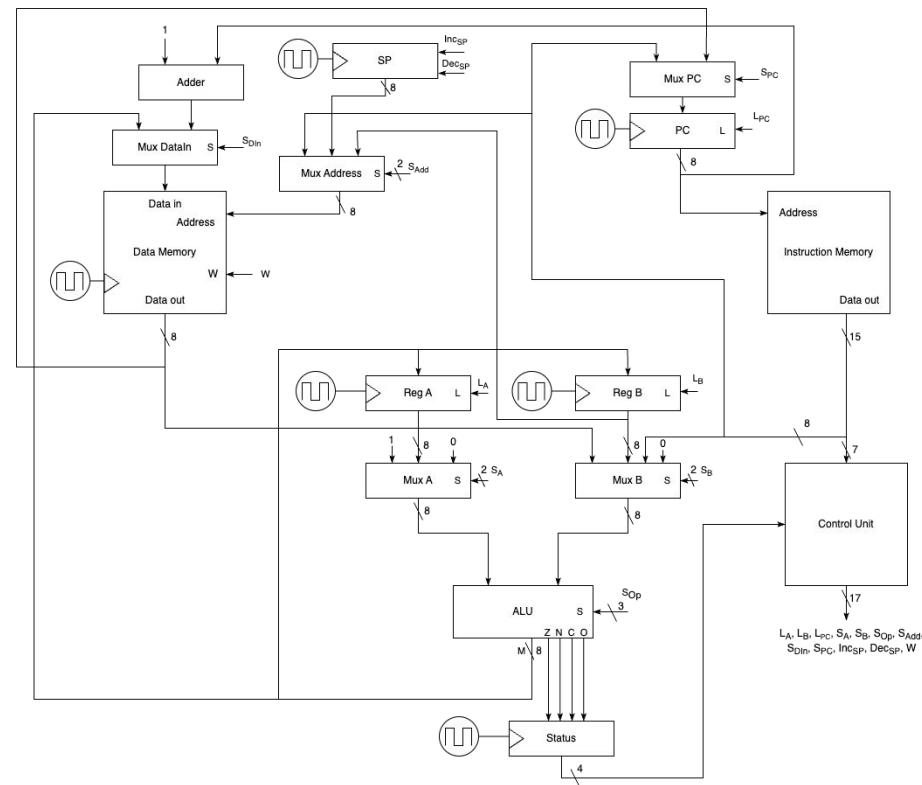 1
Inc_SP
SP
Dec_SP
8
Adder
Mux PC
S
S_PC
PC
L
L_PC
8
Mux DataIn
S
S_DIn
Mux Address
S
2
S_Add
8
Data in
Address
Data Memory
W
W
Data out
8
Address
Instruction Memory
Data out
15
Reg A
L
L_A
Reg B
L
L_B
8
7
1
8
0
8
0
Mux A
S
2
S_A
Mux B
S
2
S_B
8
8
Control Unit
17
L_A, L_B, L_PC, S_A, S_B, S_Op, S_Add,
S_DIn, S_PC, Inc_SP, Dec_SP, W
ALU
S
S_Op
3
Z N C O
M
8
Status
4